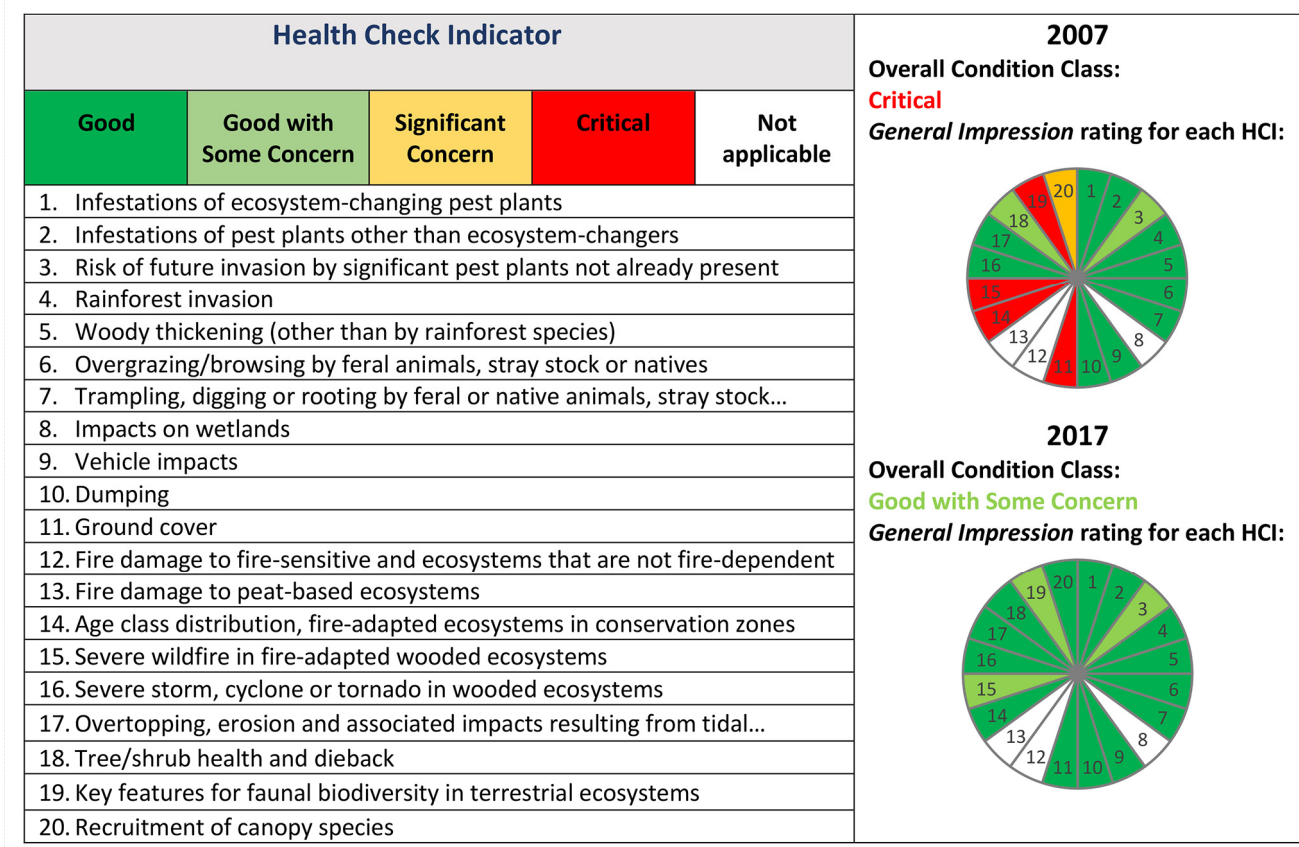 Health Check Indicator
Good
Good with
Some Concern
Significant
Concern
Critical
Not
applicable
1. Infestations of ecosystem-changing pest plants
2. Infestations of pest plants other than ecosystem-changers
3. Risk of future invasion by significant pest plants not already present
4. Rainforest invasion
5. Woody thickening (other than by rainforest species)
6. Overgrazing/browsing by feral animals, stray stock or natives
7. Trampling, digging or rooting by feral or native animals, stray stock...
8. Impacts on wetlands
9. Vehicle impacts
10. Dumping
11. Ground cover
12. Fire damage to fire-sensitive and ecosystems that are not fire-dependent
13. Fire damage to peat-based ecosystems
14. Age class distribution, fire-adapted ecosystems in conservation zones
15. Severe wildfire in fire-adapted wooded ecosystems
16. Severe storm, cyclone or tornado in wooded ecosystems
17. Overtopping, erosion and associated impacts resulting from tidal...
18. Tree/shrub health and dieback
19. Key features for faunal biodiversity in terrestrial ecosystems
20. Recruitment of canopy species
2007
Overall Condition Class:
Critical
General Impression rating for each HCI:
1
2
3
4
5
6
7
8
9
10
11
12
13
14
15
16
17
18
19
20
2017
Overall Condition Class:
Good with Some Concern
General Impression rating for each HCI:
1
2
3
4
5
6
7
8
9
10
11
12
13
14
15
16
17
18
19
20